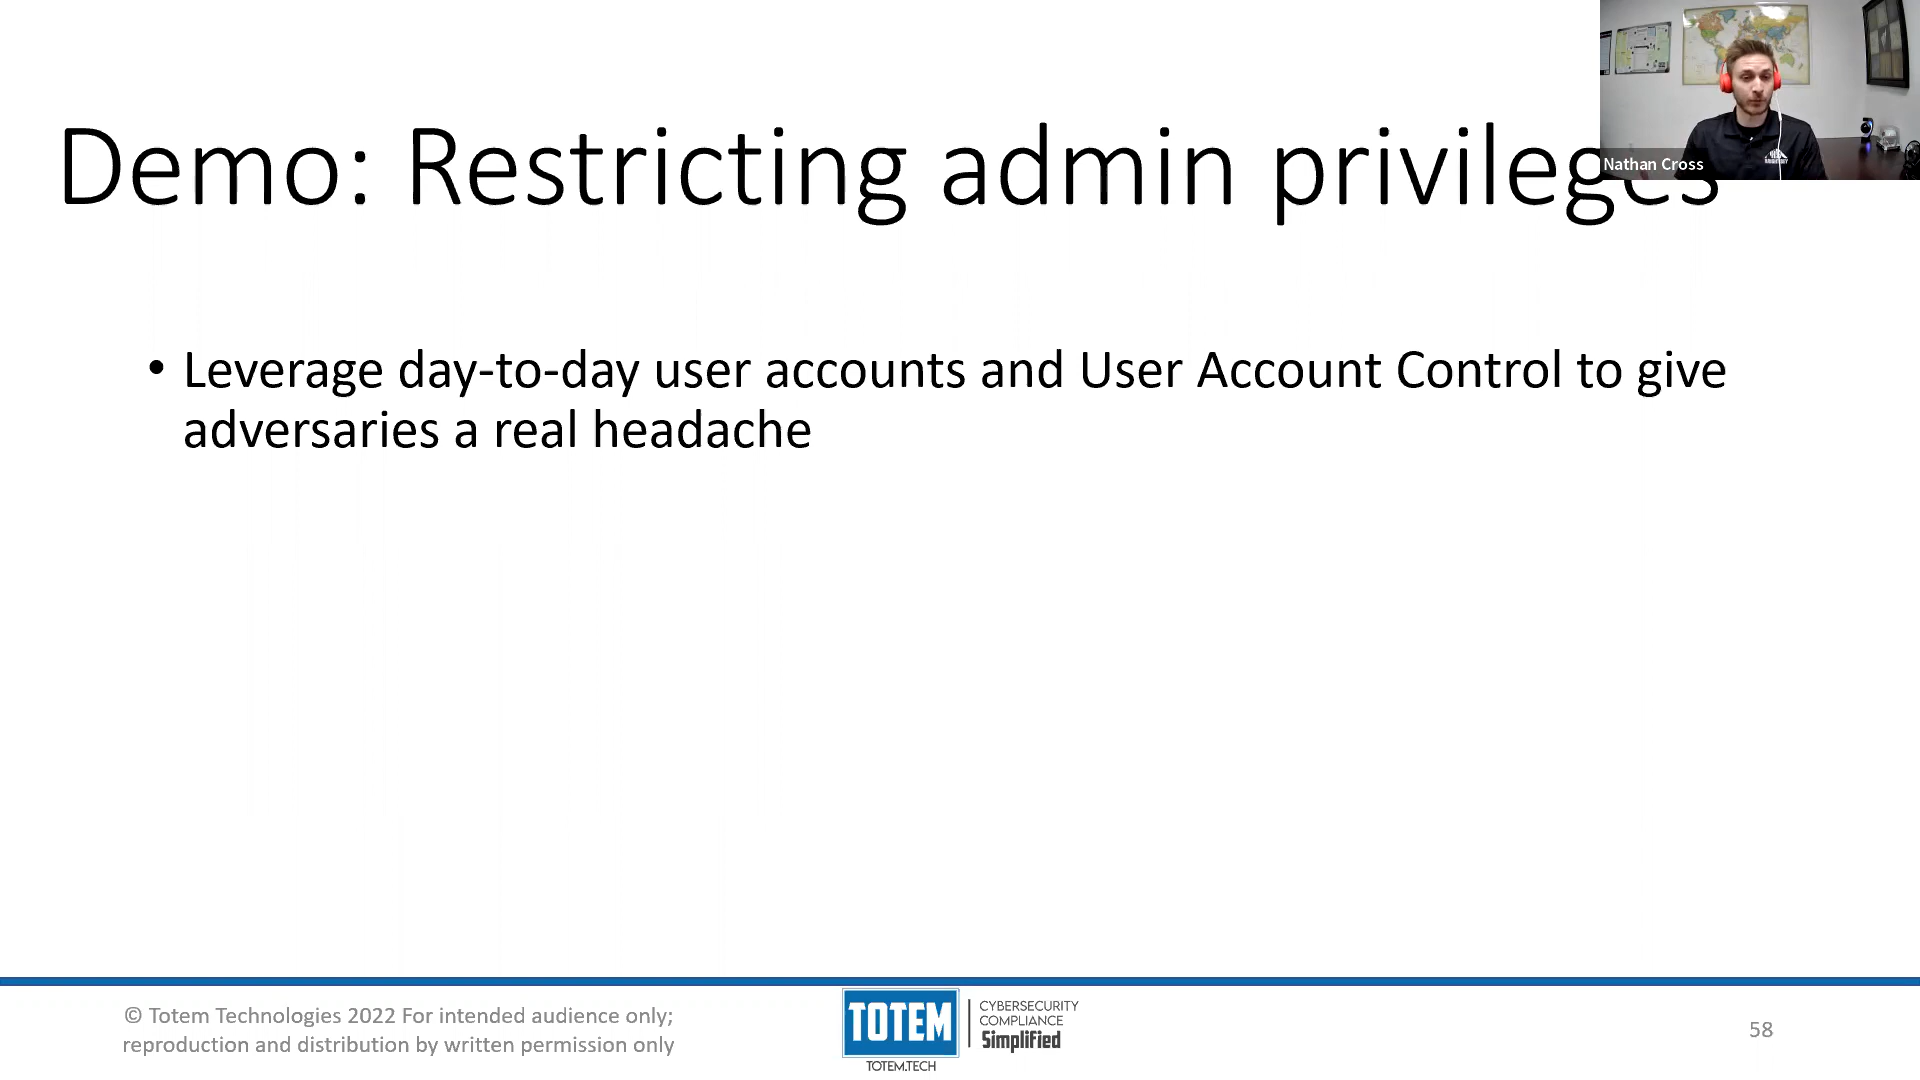 Demo: Restricting admin privileges
Nathan Cross
• Leverage day-to-day user accounts and User Account Control to give
adversaries a real headache
© Totem Technologies 2022 For intended audience only;
reproduction and distribution by written permission only
TOTEM
CYBERSECURITY
COMPLIANCE
Simplified
TOTEM.TECH
58